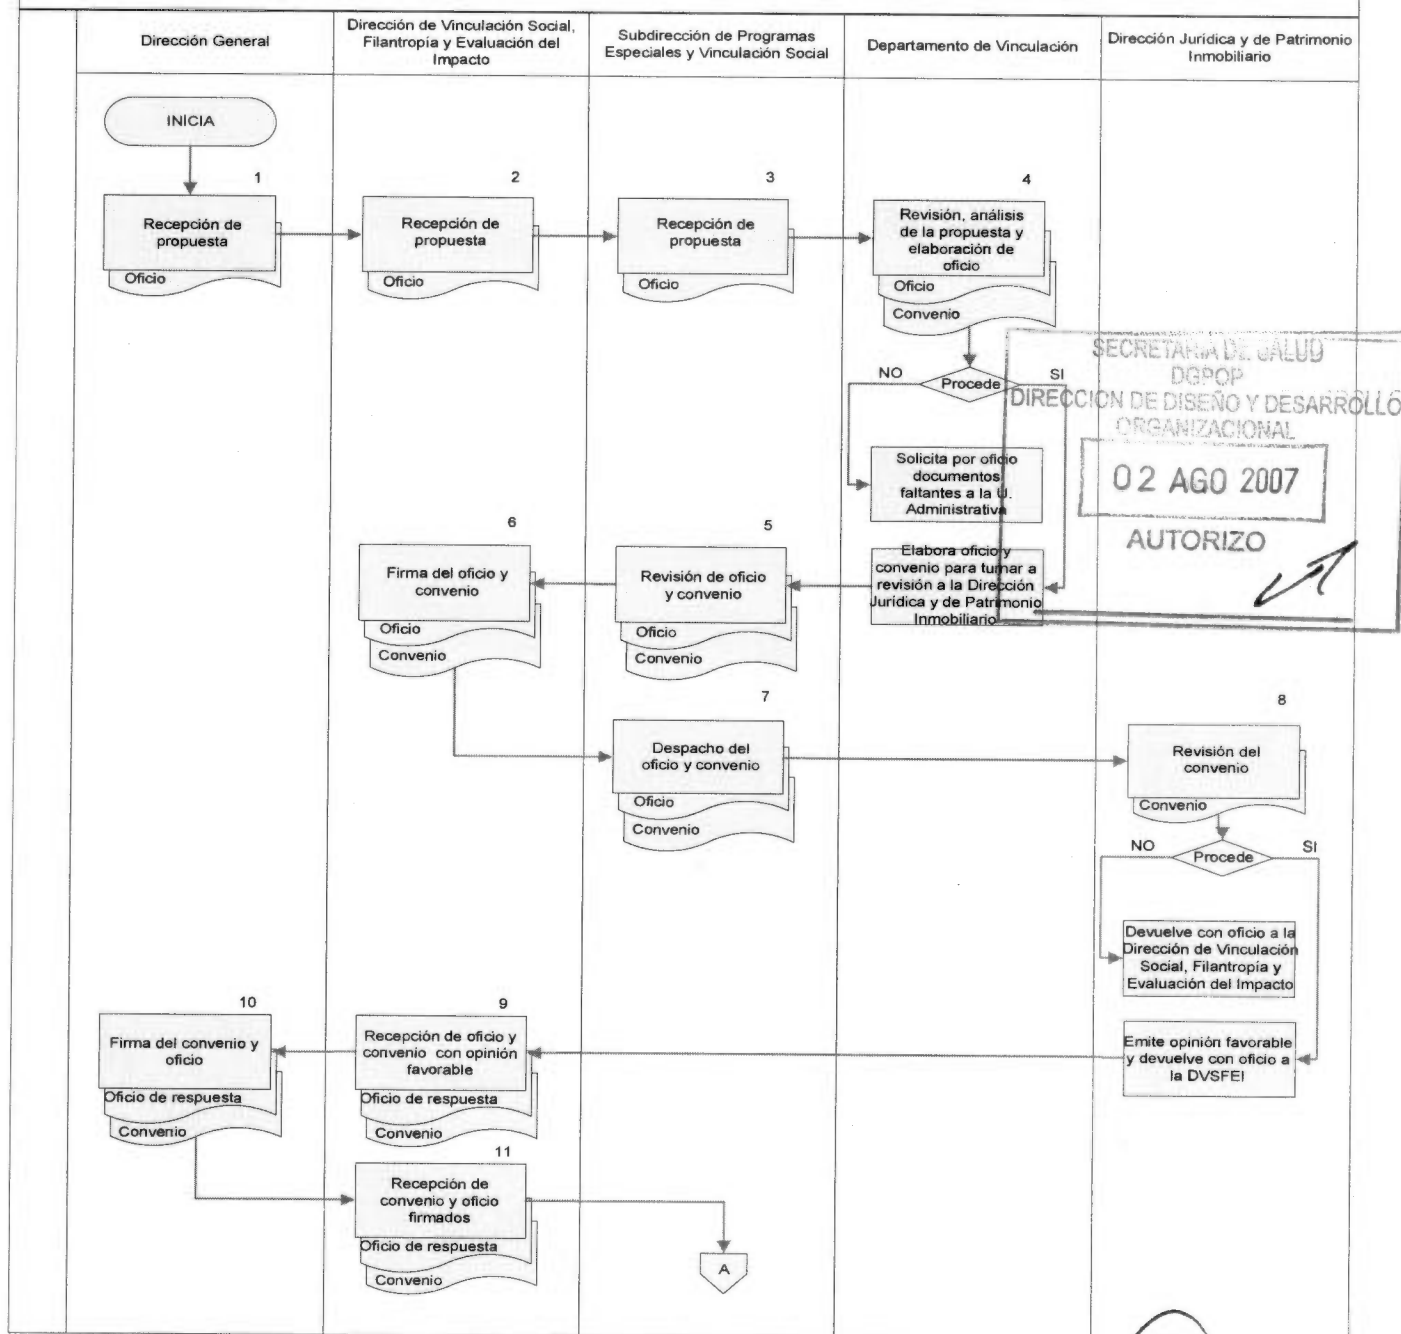 Dirección General
Dirección de Vinculación Social,
Filantropía y Evaluación del
Impacto
Subdirección de Programas
Especiales y Vinculación Social
Departamento de Vinculación
Dirección Jurídica y de Patrimonio
Inmobiliario
INICIA
1
Recepción de
propuesta
Oficio
2
Recepción de
propuesta
Oficio
3
Recepción de
propuesta
Oficio
4
Revisión, análisis
de la propuesta y
elaboración de
oficio
Oficio
Convenio
NO
Procede
SI
SECRETARIA DE SALUD
DGPOP
DIRECCION DE DISEÑO Y DESARROLLO
ORGANIZACIONAL
02 AGO 2007
AUTORIZO
Solicita por oficio
documentos
faltantes a la U.
Administrativa
Elabora oficio y
convenio para turnar a
revisión a la Dirección
Jurídica y de Patrimonio
Inmobiliario
5
Revisión de oficio
y convenio
Oficio
Convenio
6
Firma del oficio y
convenio
Oficio
Convenio
7
Despacho del
oficio y convenio
Oficio
Convenio
8
Revisión del
convenio
Convenio
NO
Procede
SI
Devuelve con oficio a la
Dirección de Vinculación
Social, Filantropía y
Evaluación del Impacto
Emite opinión favorable
y devuelve con oficio a
la DVSFEI
9
Recepción de oficio y
convenio con opinión
favorable
Oficio de respuesta
Convenio
10
Firma del convenio y
oficio
Oficio de respuesta
Convenio
11
Recepción de
convenio y oficio
firmados
Oficio de respuesta
Convenio
A